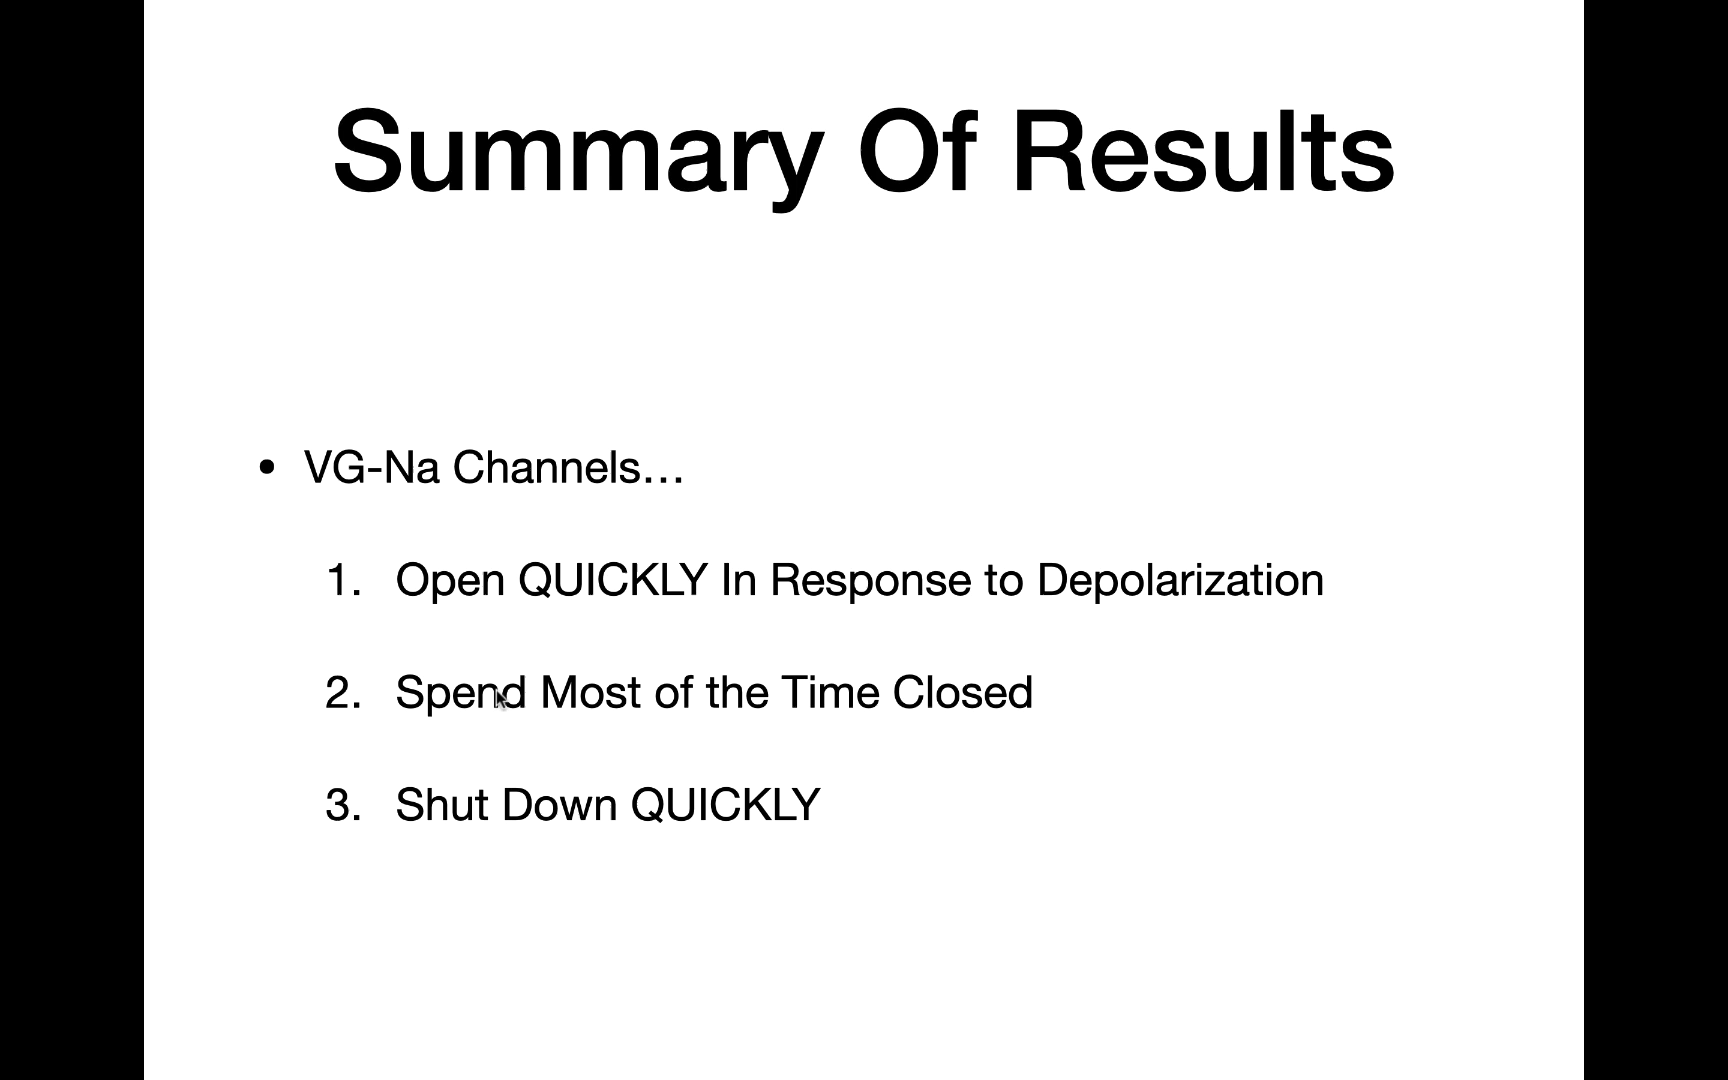 Summary Of Results
• VG-Na Channels…
1. Open QUICKLY In Response to Depolarization
2. Spend Most of the Time Closed
3. Shut Down QUICKLY